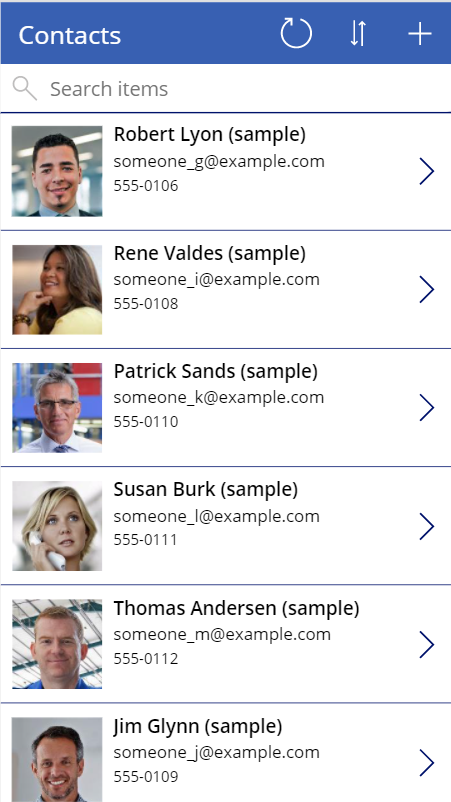 Contacts
Search items
Robert Lyon (sample)
someone_g@example.com
555-0106
Rene Valdes (sample)
someone_i@example.com
555-0108
Patrick Sands (sample)
someone_k@example.com
555-0110
Susan Burk (sample)
someone_l@example.com
555-0111
Thomas Andersen (sample)
someone_m@example.com
555-0112
Jim Glynn (sample)
someone_j@example.com
555-0109